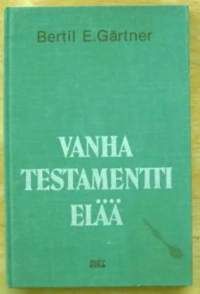 Bertil E. Gärtner
VANHA
TESTAMENTTI
ELÄÄ